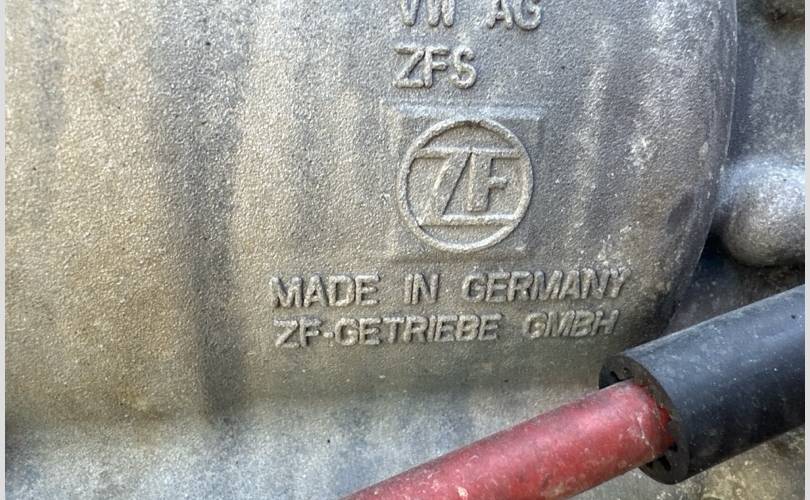 VW AG
ZFS
ZF
MADE IN GERMANY
ZF-GETRIEBE GMBH